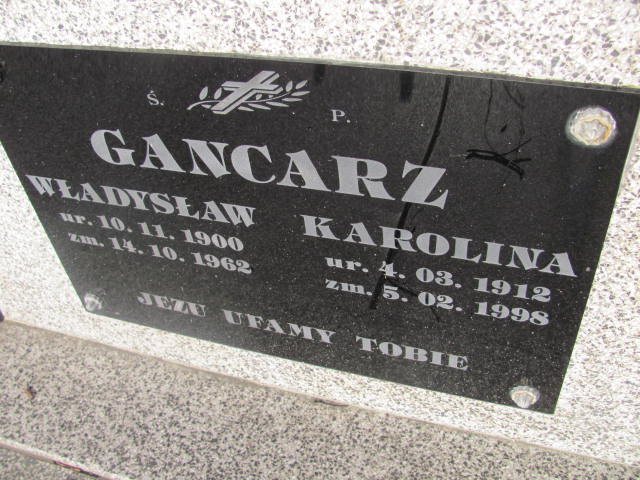 Ś. P.
GANCARZ
WŁADYSŁAW
ur. 10. 11. 1900
zm. 14. 10. 1962
KAROLINA
ur. 4. 03. 1912
zm. 5. 02. 1998
JEZU UFAMY TOBIE